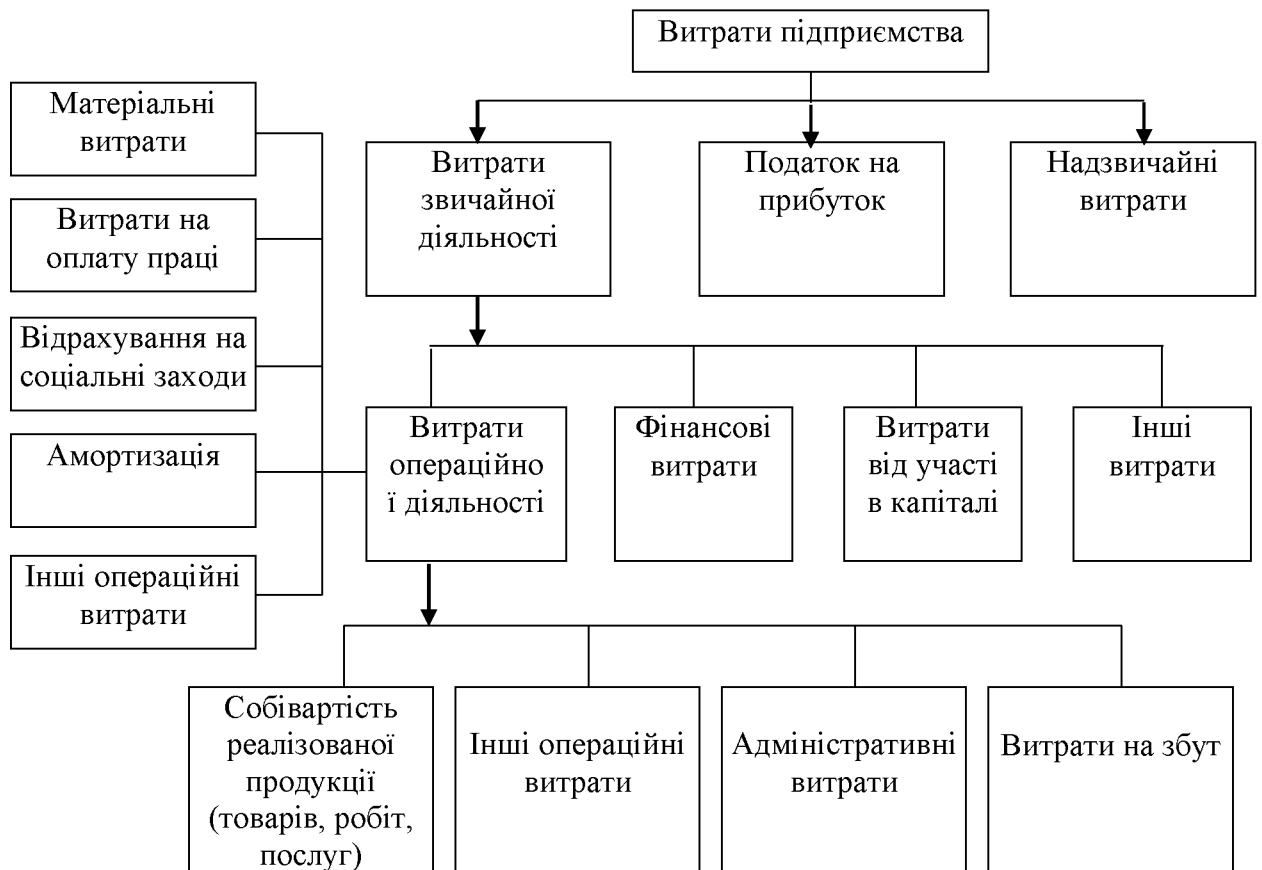 Витрати підприємства
Матеріальні
витрати
Витрати
звичайної
діяльності
Податок на
прибуток
Надзвичайні
витрати
Витрати на
оплату праці
Відрахування на
соціальні заходи
Амортизація
Інші операційні
витрати
Витрати
операційно
ї діяльності
Фінансові
витрати
Витрати
від участі
в капіталі
Інші
витрати
Собівартість
реалізованої
продукції
(товарів, робіт,
послуг)
Інші операційні
витрати
Адміністративні
витрати
Витрати на збут